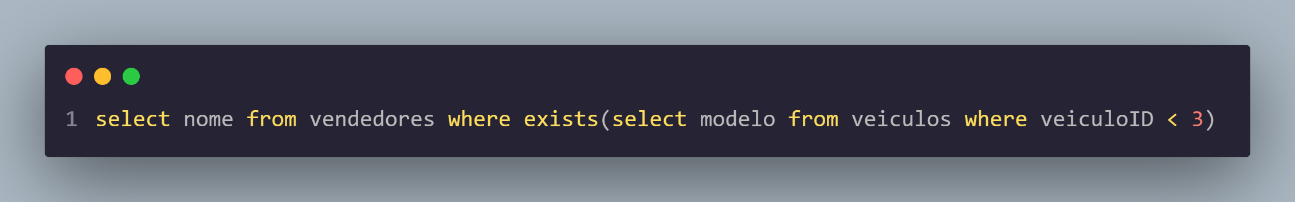 1 select nome from vendedores where exists(select modelo from veiculos where veiculoID < 3)